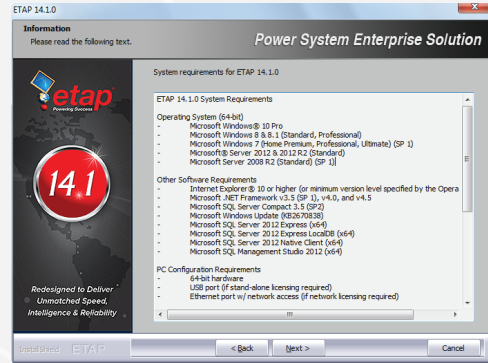 ETAP 14.1.0
Information
Please read the following text.
Power System Enterprise Solution
etap
Powering Success
14.1
Redesigned to Deliver
Unmatched Speed,
Intelligence & Reliability
System requirements for ETAP 14.1.0
ETAP 14.1.0 System Requirements
Operating System (64-bit)
- Microsoft Windows® 10 Pro
- Microsoft Windows 8 & 8.1 (Standard, Professional)
- Microsoft Windows 7 (Home Premium, Professional, Ultimate) (SP 1)
- Microsoft® Server 2012 & 2012 R2 (Standard)
- Microsoft Server 2008 R2 (Standard) (SP 1)
Other Software Requirements
- Internet Explorer® 10 or higher (or minimum version level specified by the Opera
- Microsoft .NET Framework v3.5 (SP 1), v4.0, and v4.5
- Microsoft SQL Server Compact 3.5 (SP2)
- Microsoft Windows Update (KB2670838)
- Microsoft SQL Server 2012 Express (x64)
- Microsoft SQL Server 2012 Express LocalDB (x64)
- Microsoft SQL Server 2012 Native Client (x64)
- Microsoft SQL Management Studio 2012 (x64)
PC Configuration Requirements
- 64-bit hardware
- USB port (if stand-alone licensing required)
- Ethernet port w/ network access (if network licensing required)
InstallShield ETAP
< Back
Next >
Cancel